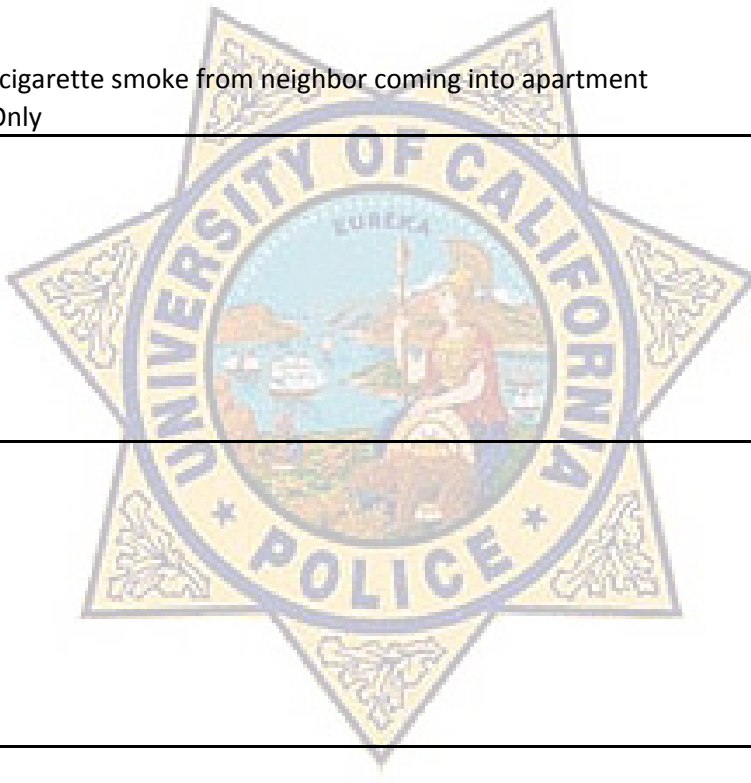 cigarette smoke from neighbor coming into apartment
Only
UNIVERSITY OF CALIFORNIA
EUREKA
★ POLICE ★